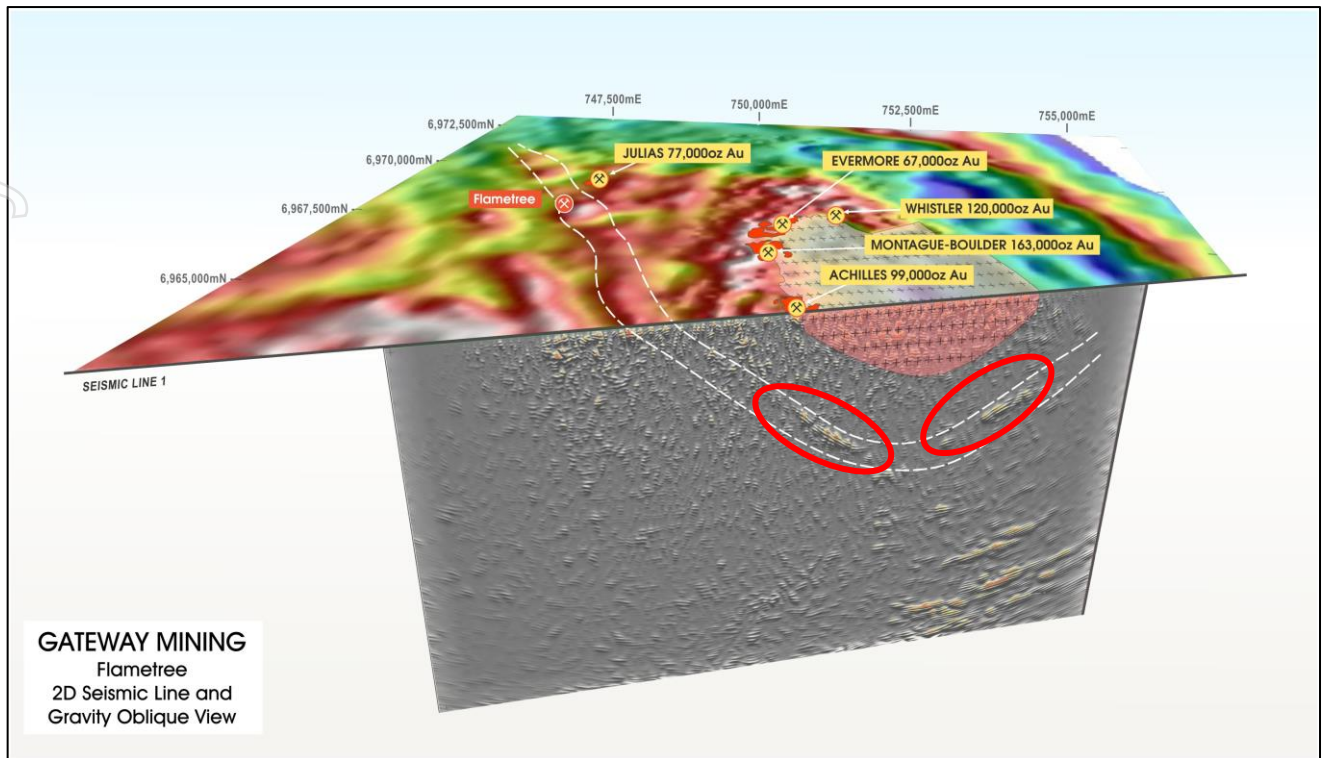 747,500mE
750,000mE
752,500mE
755,000mE
6,972,500mN
6,970,000mN
6,967,500mN
6,965,000mN
JULIAS 77,000oz Au
EVERMORE 67,000oz Au
Flametree
WHISTLER 120,000oz Au
MONTAGUE-BOULDER 163,000oz Au
ACHILLES 99,000oz Au
SEISMIC LINE 1
GATEWAY MINING
Flametree
2D Seismic Line and
Gravity Oblique View